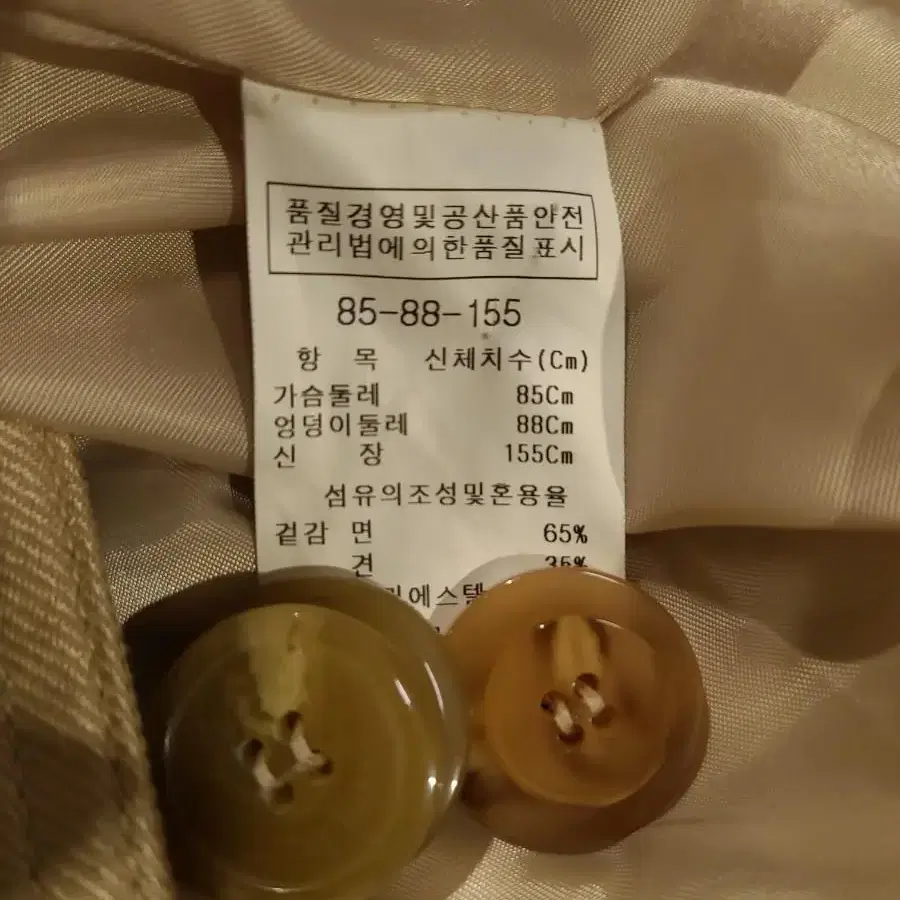 품질경영및공산품안전
관리법에의한품질표시
85-88-155
항 목 신체치수(Cm)
가슴둘레 85Cm
엉덩이둘레 88Cm
신 장 155Cm
섬유의조성및혼용율
겉감 면 65%
견 35%